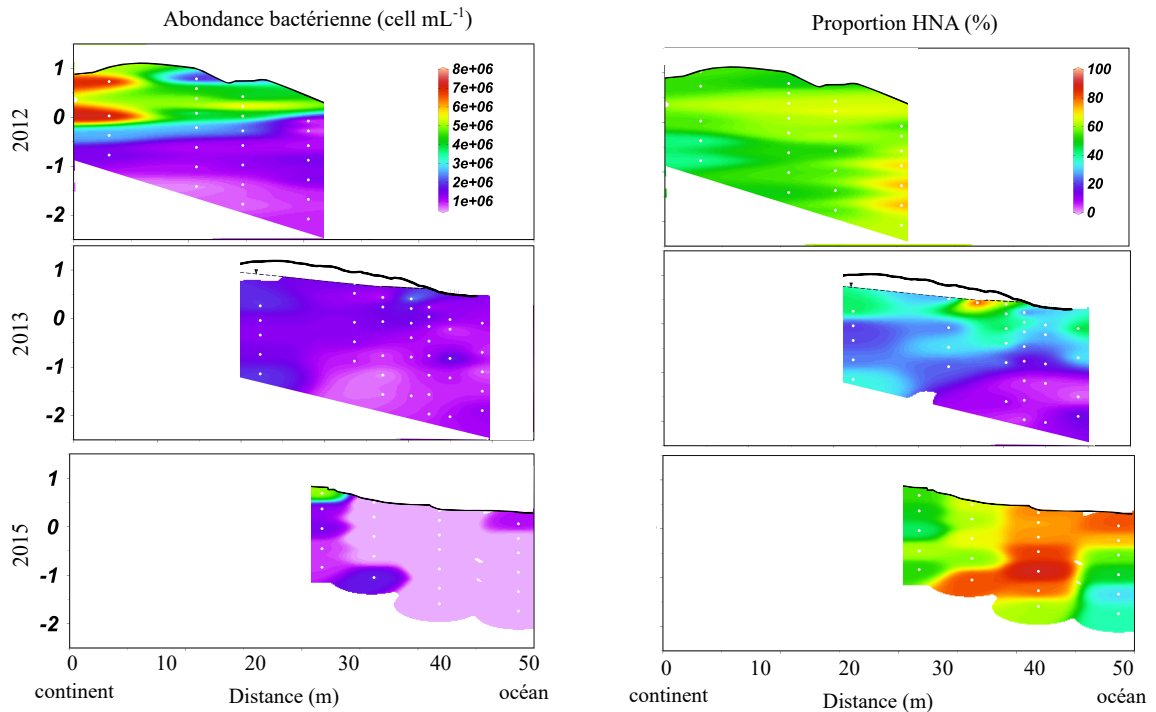 Abondance bactérienne (cell mL-1)
Proportion HNA (%)
2012
1
0
-1
-2
8e+06
7e+06
6e+06
5e+06
4e+06
3e+06
2e+06
1e+06
100
80
60
40
20
0
2013
1
0
-1
-2
2015
1
0
-1
-2
0 10 20 30 40 50
continent Distance (m) océan
0 10 20 30 40 50
continent Distance (m) océan